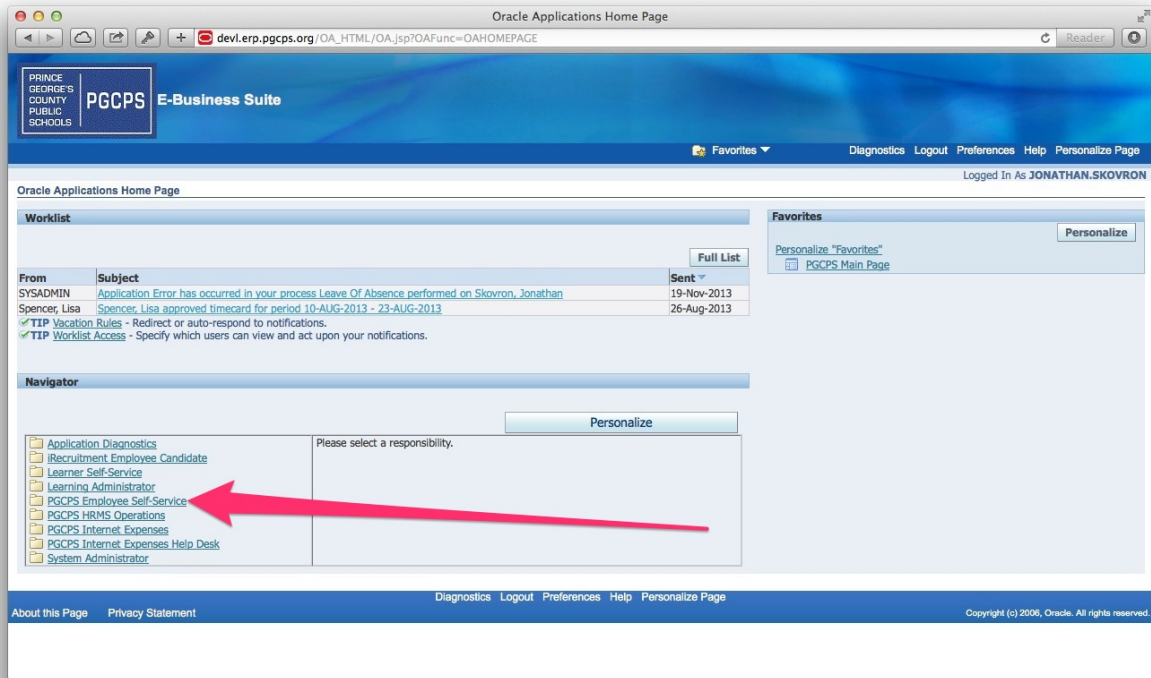 Oracle Applications Home Page
devl.erp.pgcps.org/OA_HTML/OA.jsp?OAFunc=OAHOMEPAGE
Reader
PRINCE
GEORGE'S
COUNTY
PUBLIC
SCHOOLS
PGCPS
E-Business Suite
Favorites Diagnostics Logout Preferences Help Personalize Page
Logged In As JONATHAN.SKOVRON
Oracle Applications Home Page
Worklist
Full List
From Subject Sent
SYSADMIN Application Error has occurred in your process Leave Of Absence performed on Skovron, Jonathan 19-Nov-2013
Spencer, Lisa Spencer, Lisa approved timecard for period 10-AUG-2013 - 23-AUG-2013 26-Aug-2013
TIP Vacation Rules - Redirect or auto-respond to notifications.
TIP Worklist Access - Specify which users can view and act upon your notifications.
Favorites
Personalize
Personalize "Favorites"
PGCPS Main Page
Navigator
Personalize
Application Diagnostics
iRecruitment Employee Candidate
Learner Self-Service
Learning Administrator
PGCPS Employee Self-Service
PGCPS HRMS Operations
PGCPS Internet Expenses
PGCPS Internet Expenses Help Desk
System Administrator
Please select a responsibility.
Diagnostics Logout Preferences Help Personalize Page
About this Page Privacy Statement
Copyright (c) 2006, Oracle. All rights reserved.